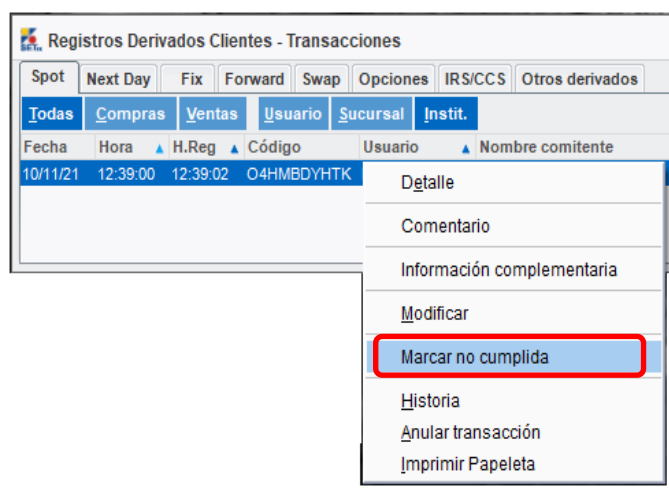 Registros Derivados Clientes - Transacciones
Spot Next Day Fix Forward Swap Opciones IRS/CCS Otros derivados
Todas Compras Ventas Usuario Sucursal Instit.
Fecha Hora H.Reg Código Usuario Nombre comitente
10/11/21 12:39:00 12:39:02 O4HMBDYHTK
Detalle
Comentario
Información complementaria
Modificar
Marcar no cumplida
Historia
Anular transacción
Imprimir Papeleta